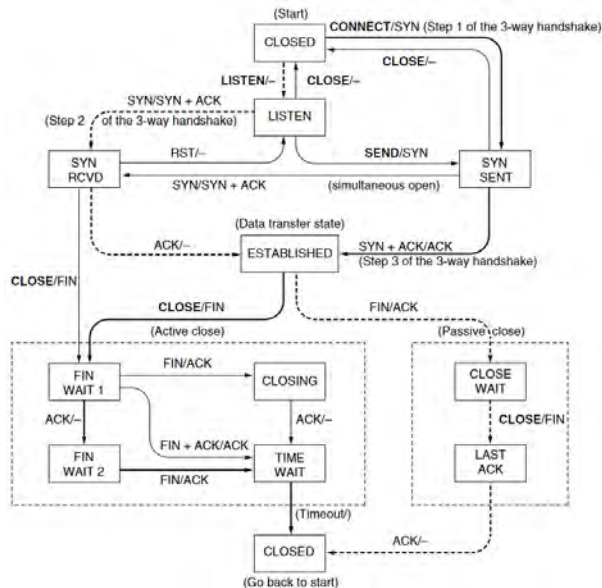 (Start)
CLOSED
CONNECT/SYN (Step 1 of the 3-way handshake)
CLOSE/–
LISTEN/–
CLOSE/–
SYN/SYN + ACK
(Step 2 of the 3-way handshake)
LISTEN
SYN
RCVD
RST/–
SEND/SYN
SYN
SENT
SYN/SYN + ACK
(simultaneous open)
(Data transfer state)
ACK/–
ESTABLISHED
SYN + ACK/ACK
(Step 3 of the 3-way handshake)
CLOSE/FIN
CLOSE/FIN
FIN/ACK
(Active close)
(Passive close)
FIN
WAIT 1
FIN/ACK
CLOSING
CLOSE
WAIT
ACK/–
ACK/–
CLOSE/FIN
FIN + ACK/ACK
FIN
WAIT 2
FIN/ACK
TIME
WAIT
LAST
ACK
(Timeout/)
CLOSED
ACK/–
(Go back to start)